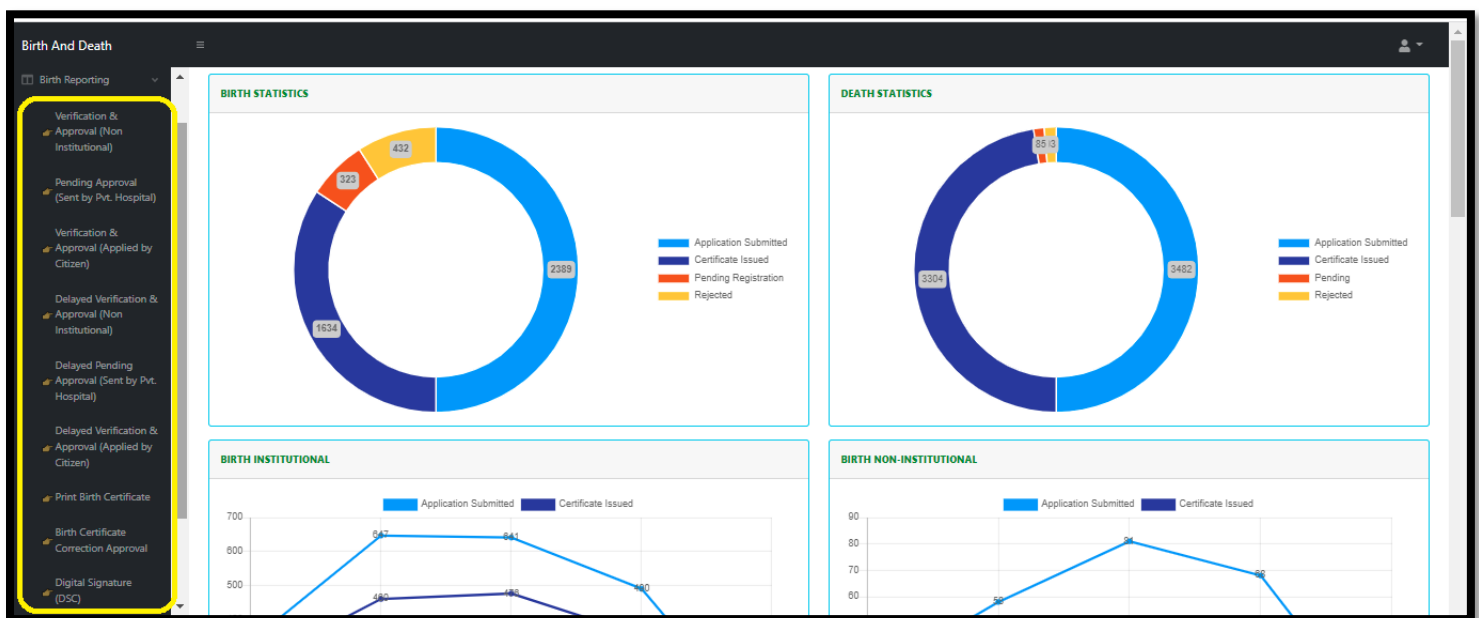 Birth And Death
Birth Reporting
Verification &
Approval (Non
Institutional)
Pending Approval
(Sent by Pvt. Hospital)
Verification &
Approval (Applied by
Citizen)
Delayed Verification &
Approval (Non
Institutional)
Delayed Pending
Approval (Sent by Pvt.
Hospital)
Delayed Verification &
Approval (Applied by
Citizen)
Print Birth Certificate
Birth Certificate
Correction Approval
Digital Signature
(DSC)
BIRTH STATISTICS
432
323
2389
1634
Application Submitted
Certificate Issued
Pending Registration
Rejected
DEATH STATISTICS
85
3482
3304
Application Submitted
Certificate Issued
Pending
Rejected
BIRTH INSTITUTIONAL
Application Submitted Certificate Issued
700
600
500
BIRTH NON-INSTITUTIONAL
Application Submitted Certificate Issued
90
80
70
60